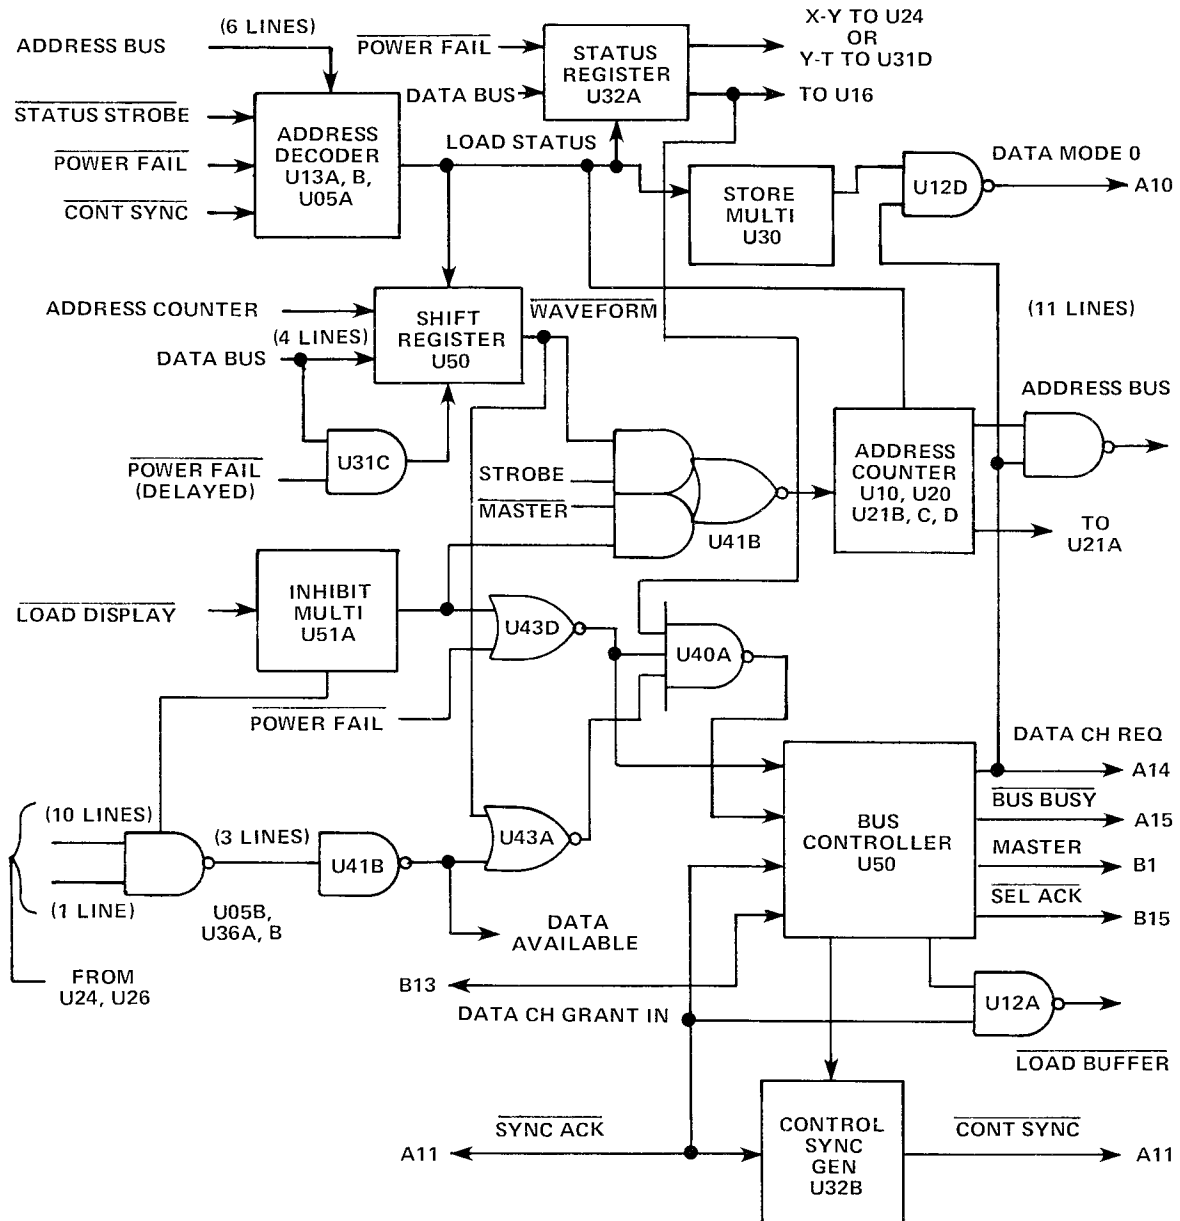 ADDRESS BUS
(6 LINES)
POWER FAIL
STATUS
REGISTER
U32A
X-Y TO U24
OR
Y-T TO U31D
DATA BUS
TO U16
STATUS STROBE
POWER FAIL
CONT SYNC
ADDRESS
DECODER
U13A, B,
U05A
LOAD STATUS
STORE
MULTI
U30
U12D
DATA MODE 0
A10
ADDRESS COUNTER
DATA BUS
(4 LINES)
SHIFT
REGISTER
U50
WAVEFORM
(11 LINES)
ADDRESS BUS
U31C
POWER FAIL
(DELAYED)
STROBE
MASTER
U41B
ADDRESS
COUNTER
U10, U20
U21B, C, D
TO
U21A
LOAD DISPLAY
INHIBIT
MULTI
U51A
U43D
U40A
POWER FAIL
DATA CH REQ
A14
BUS BUSY
A15
MASTER
B1
SEL ACK
B15
BUS
CONTROLLER
U50
(10 LINES)
(3 LINES)
U41B
U43A
(1 LINE)
U05B,
U36A, B
DATA
AVAILABLE
FROM
U24, U26
B13
DATA CH GRANT IN
U12A
LOAD BUFFER
SYNC ACK
A11
CONTROL
SYNC
GEN
U32B
CONT SYNC
A11